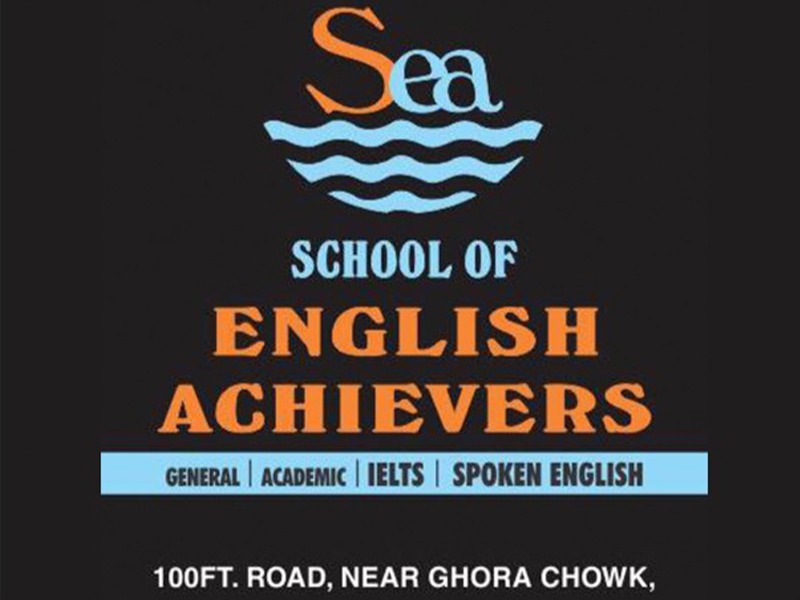 Sea
SCHOOL OF
ENGLISH
ACHIEVERS
GENERAL | ACADEMIC | IELTS | SPOKEN ENGLISH
100FT. ROAD, NEAR GHORA CHOWK,